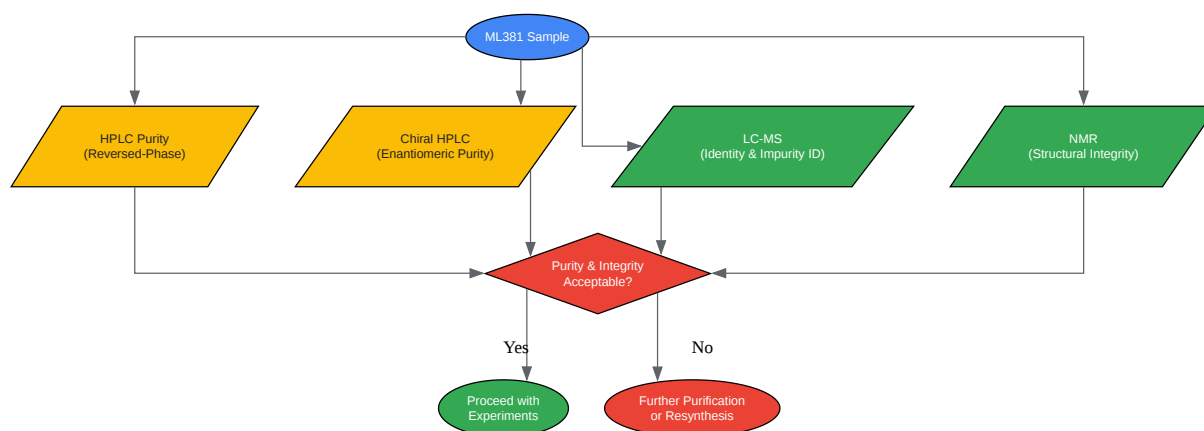 ML381 Sample
HPLC Purity
(Reversed-Phase)
Chiral HPLC
(Enantiomeric Purity)
LC-MS
(Identity & Impurity ID)
NMR
(Structural Integrity)
Purity & Integrity
Acceptable?
Yes
No
Proceed with
Experiments
Further Purification
or Resynthesis